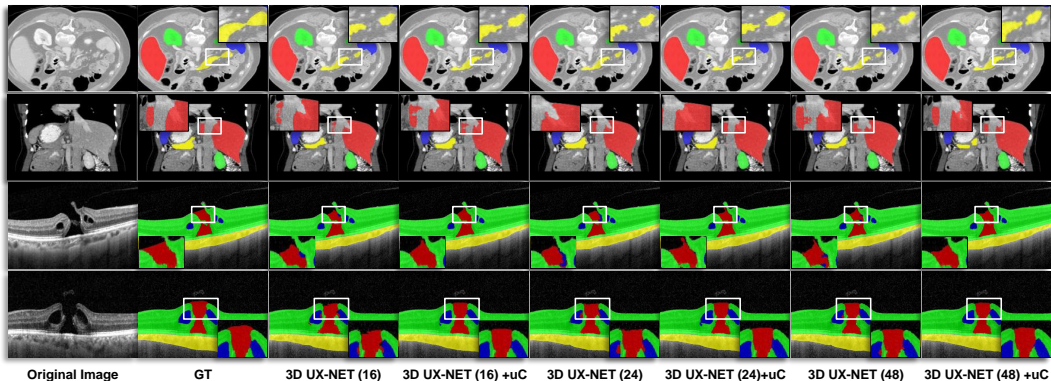 Original Image GT 3D UX-NET (16) 3D UX-NET (16) +uC 3D UX-NET (24) 3D UX-NET (24)+uC 3D UX-NET (48) 3D UX-NET (48) +uC